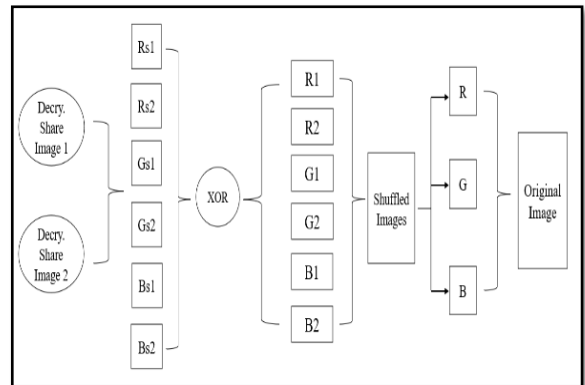 Decry.
Share
Image 1
Decry.
Share
Image 2
Rs1
Rs2
Gs1
Gs2
Bs1
Bs2
XOR
R1
R2
G1
G2
B1
B2
Shuffled
Images
R
G
B
Original
Image